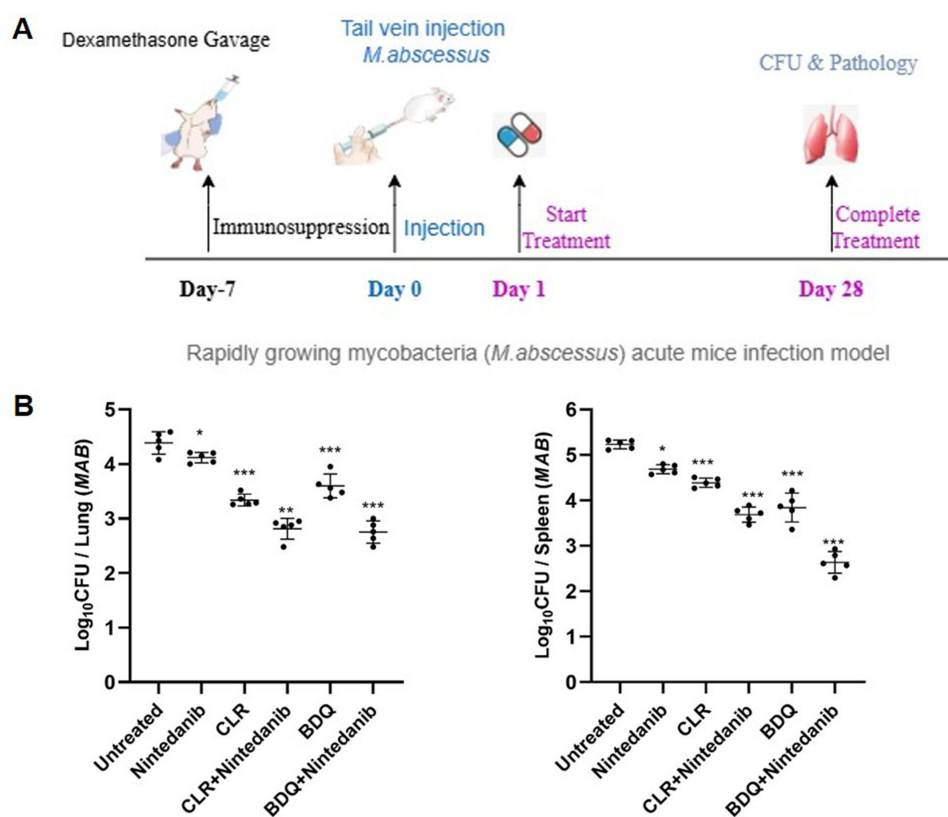 A
Dexamethasone Gavage
Tail vein injection
M.abscessus
CFU & Pathology
Immunosuppression
Injection
Start
Treatment
Complete
Treatment
Day-7
Day 0
Day 1
Day 28
Rapidly growing mycobacteria (M.abscessus) acute mice infection model
B
Log10CFU / Lung (MAB)
5
4
3
2
1
0
*
***
**
***
***
Untreated
Nintedanib
CLR
CLR+Nintedanib
BDQ
BDQ+Nintedanib
Log10CFU / Spleen (MAB)
6
5
4
3
2
1
0
*
***
***
***
***
Untreated
Nintedanib
CLR
CLR+Nintedanib
BDQ
BDQ+Nintedanib